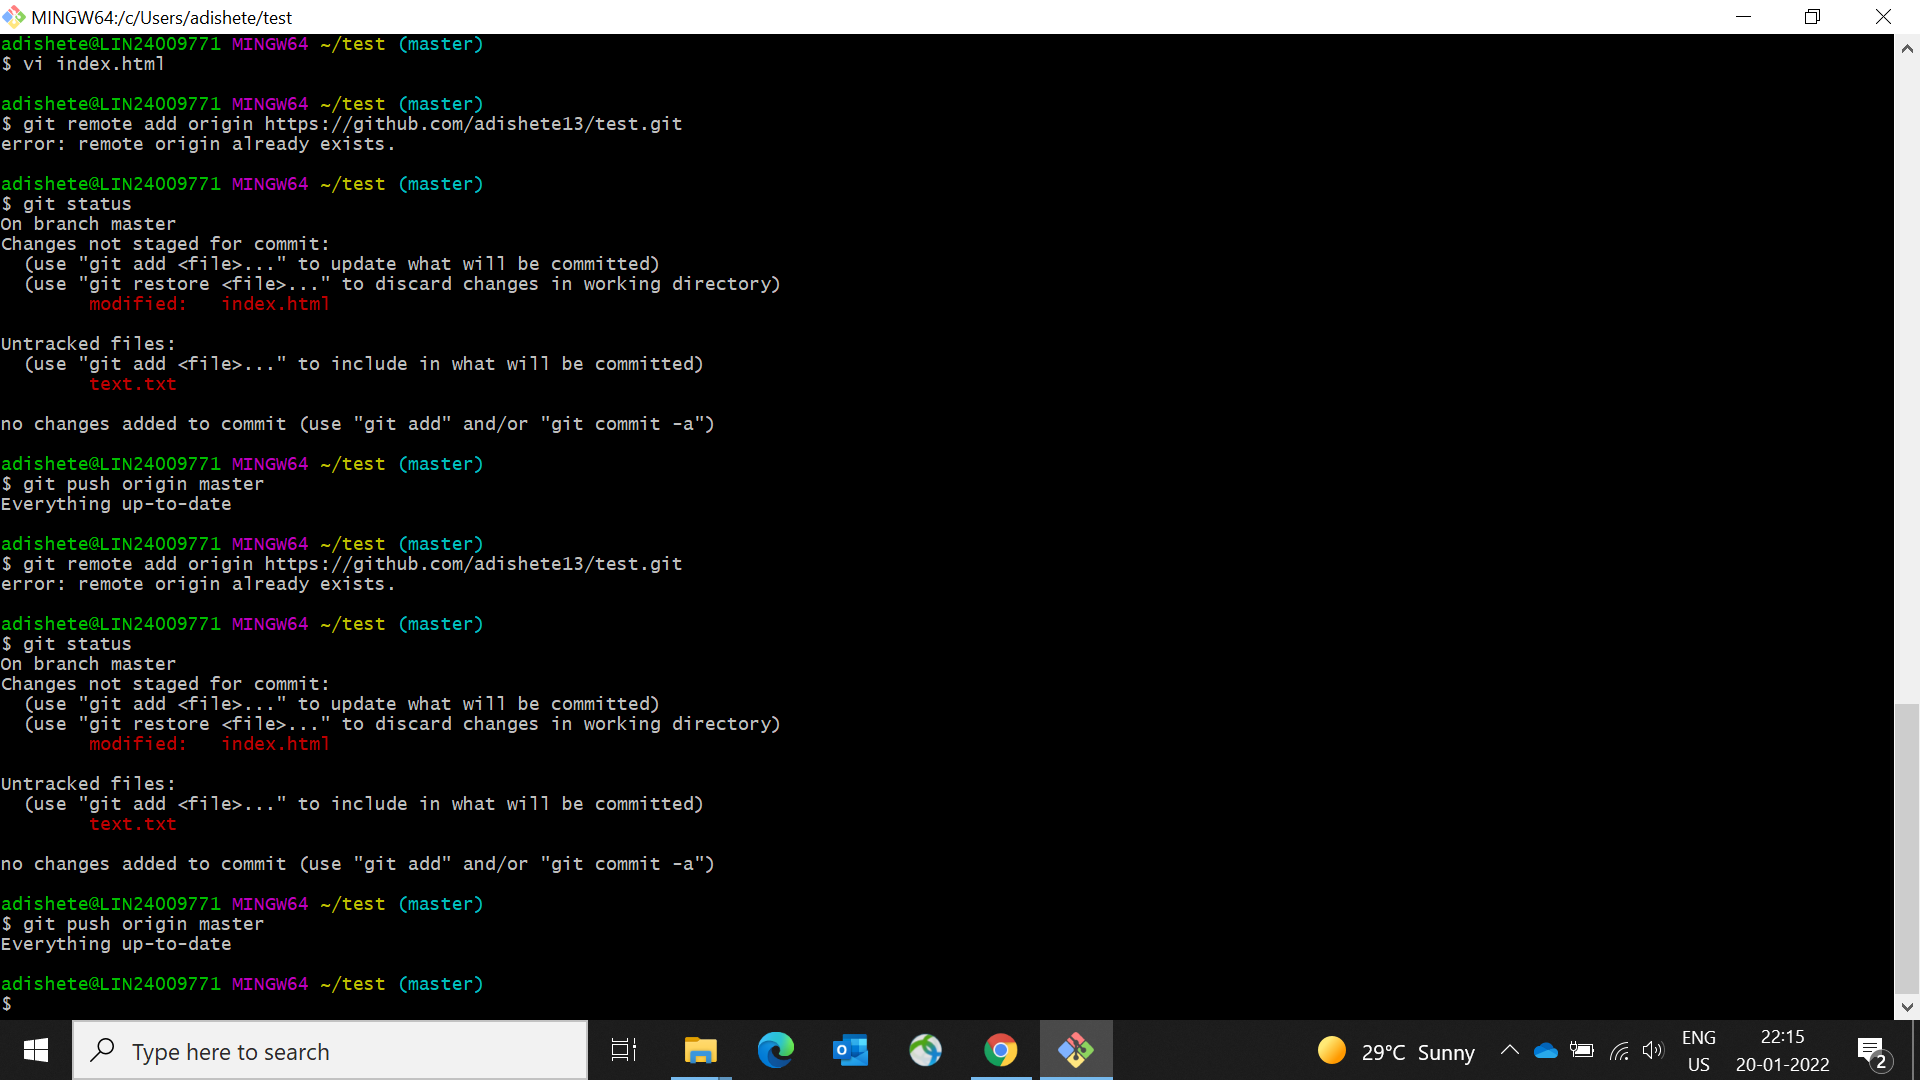 MINGW64:/c/Users/adishete/test
adishete@LIN24009771 MINGW64 ~/test (master)
$ vi index.html
adishete@LIN24009771 MINGW64 ~/test (master)
$ git remote add origin https://github.com/adishete13/test.git
error: remote origin already exists.
adishete@LIN24009771 MINGW64 ~/test (master)
$ git status
On branch master
Changes not staged for commit:
  (use "git add <file>..." to update what will be committed)
  (use "git restore <file>..." to discard changes in working directory)
        modified:   index.html
Untracked files:
  (use "git add <file>..." to include in what will be committed)
        text.txt
no changes added to commit (use "git add" and/or "git commit -a")
adishete@LIN24009771 MINGW64 ~/test (master)
$ git push origin master
Everything up-to-date
adishete@LIN24009771 MINGW64 ~/test (master)
$ git remote add origin https://github.com/adishete13/test.git
error: remote origin already exists.
adishete@LIN24009771 MINGW64 ~/test (master)
$ git status
On branch master
Changes not staged for commit:
  (use "git add <file>..." to update what will be committed)
  (use "git restore <file>..." to discard changes in working directory)
        modified:   index.html
Untracked files:
  (use "git add <file>..." to include in what will be committed)
        text.txt
no changes added to commit (use "git add" and/or "git commit -a")
adishete@LIN24009771 MINGW64 ~/test (master)
$ git push origin master
Everything up-to-date
adishete@LIN24009771 MINGW64 ~/test (master)
$
Type here to search
29°C Sunny
ENG
US
22:15
20-01-2022
2